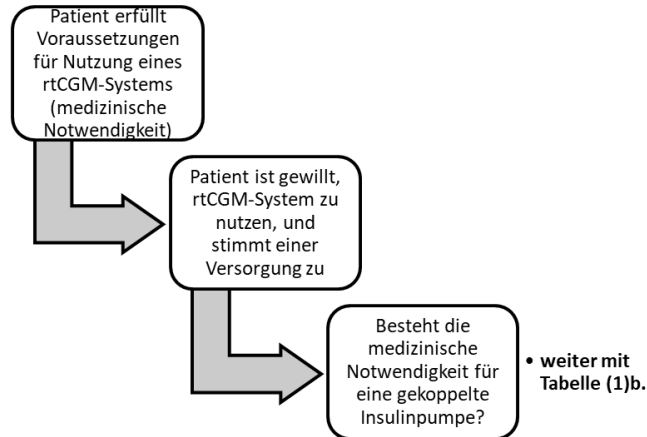 Patient erfüllt
Voraussetzungen
für Nutzung eines
rtCGM-Systems
(medizinische
Notwendigkeit)
Patient ist gewillt,
rtCGM-System zu
nutzen, und
stimmt einer
Versorgung zu
Besteht die
medizinische
Notwendigkeit für
eine gekoppelte
Insulinpumpe?
• weiter mit
Tabelle (1)b.